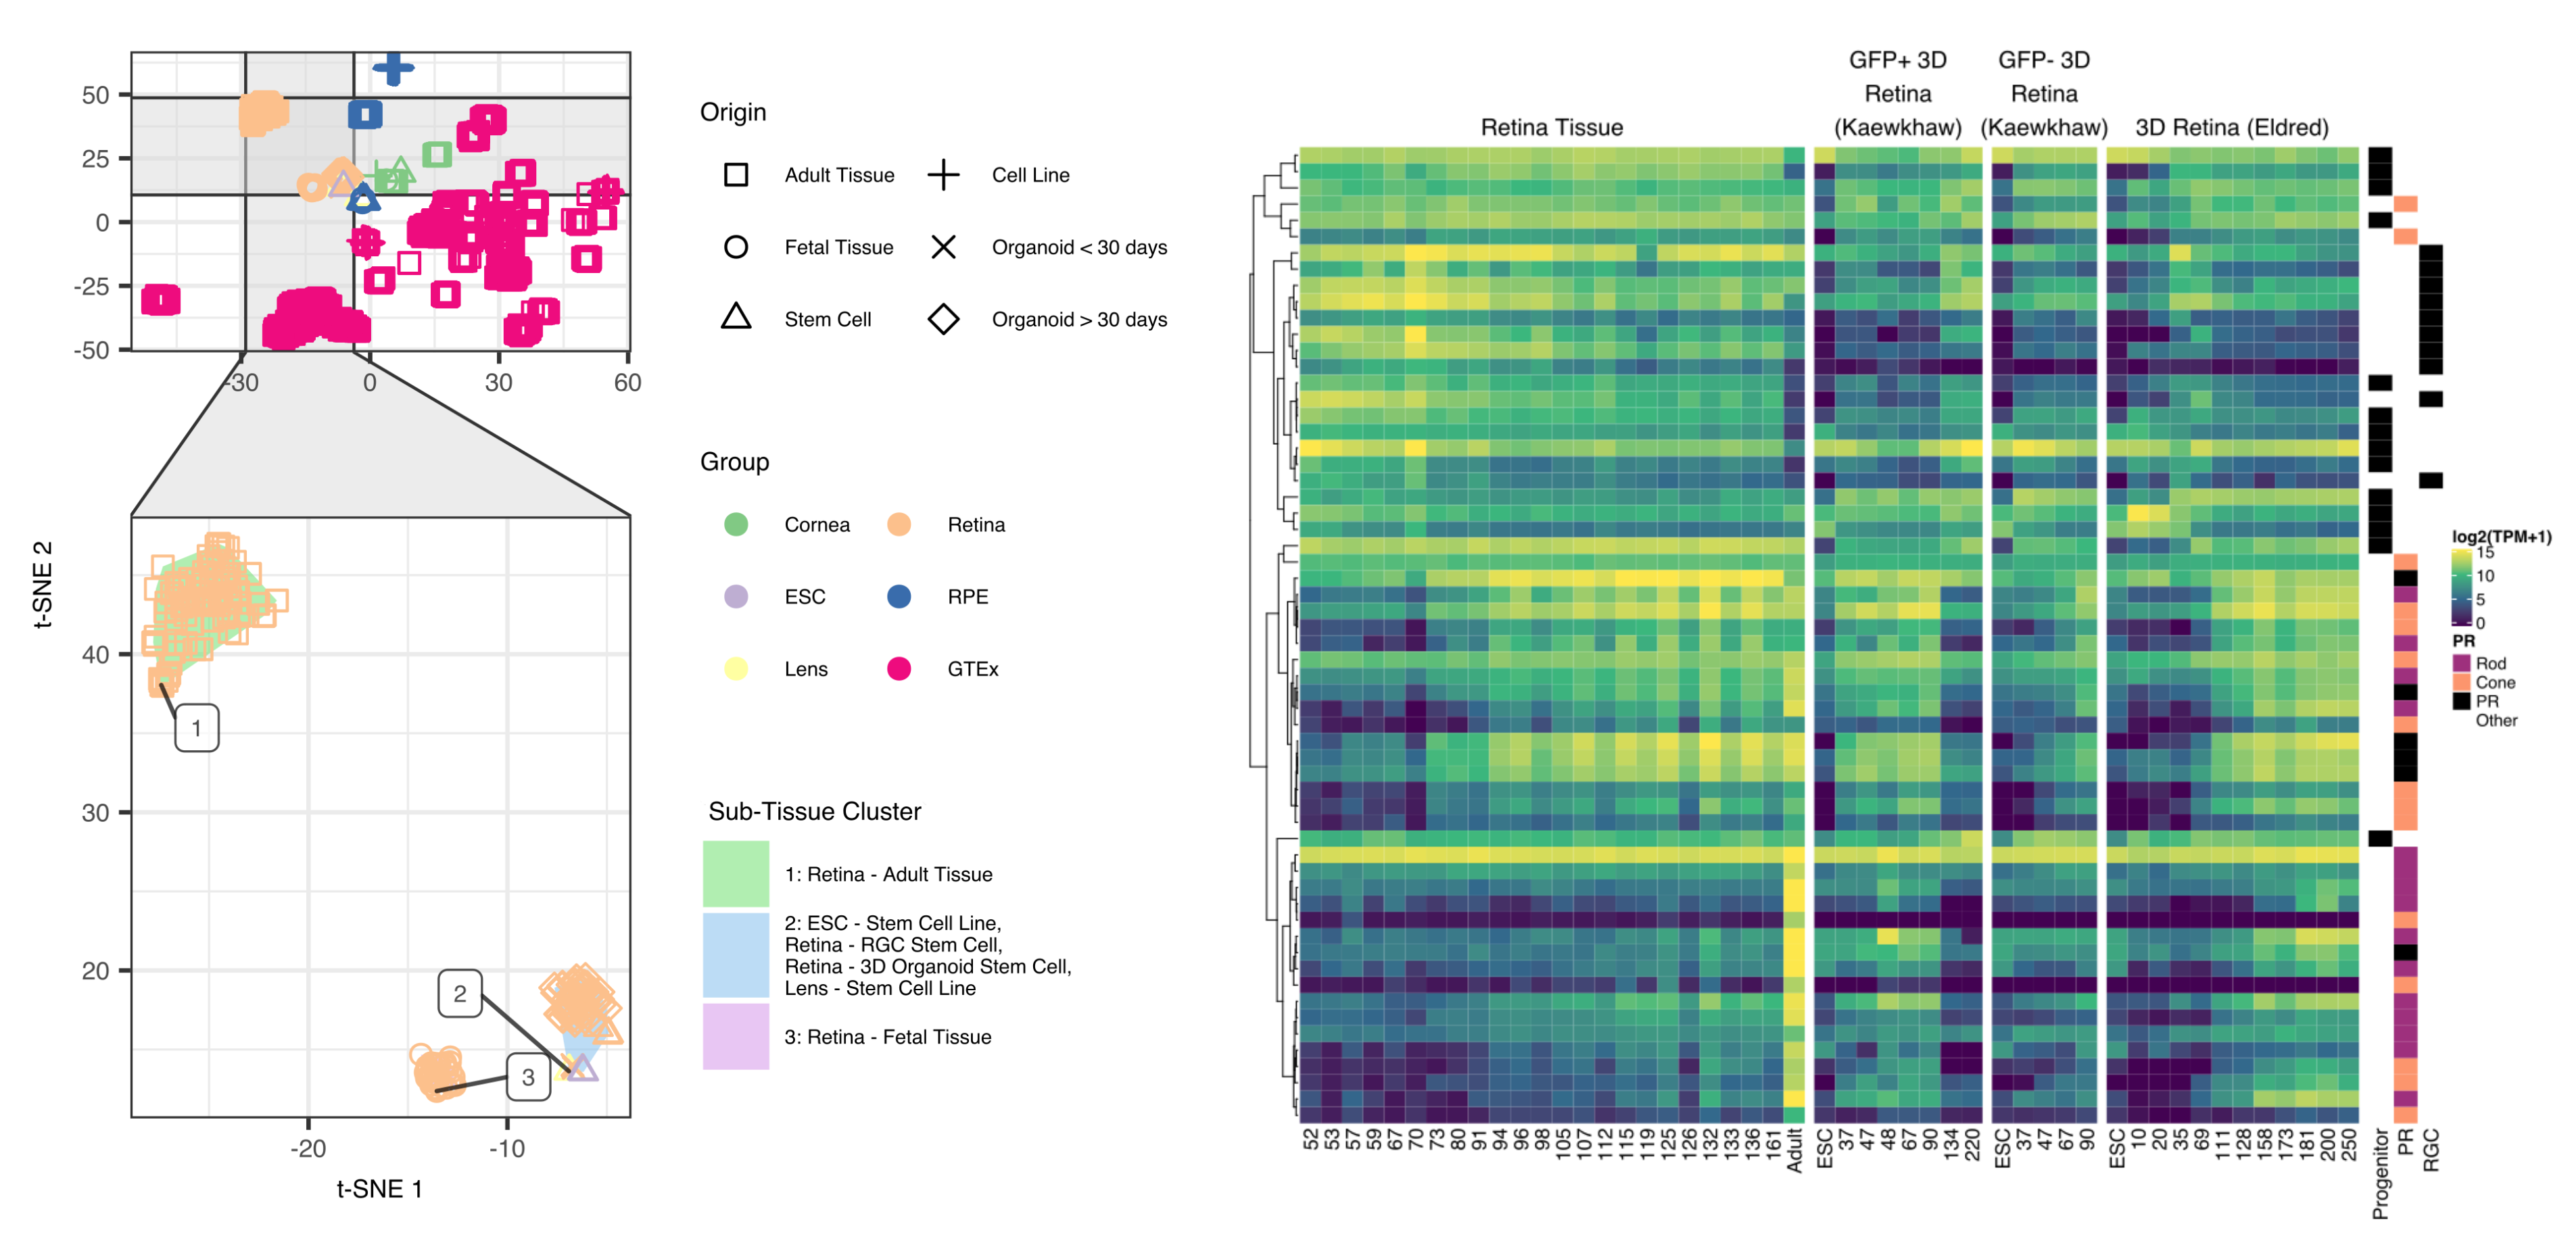 50
25
0
-25
-50
-30
0
30
60
t-SNE 2
40
30
20
-20
-10
t-SNE 1
1
2
3
Origin
Adult Tissue
Cell Line
Fetal Tissue
Organoid < 30 days
Stem Cell
Organoid > 30 days
Group
Cornea
Retina
ESC
RPE
Lens
GTEx
Sub-Tissue Cluster
1: Retina - Adult Tissue
2: ESC - Stem Cell Line,
Retina - RGC Stem Cell,
Retina - 3D Organoid Stem Cell,
Lens - Stem Cell Line
3: Retina - Fetal Tissue
Retina Tissue
GFP+ 3D
Retina
(Kaewkhaw)
GFP- 3D
Retina
(Kaewkhaw)
3D Retina (Eldred)
52 53 57 59 67 70 73 80 91 94 96 98 105 107 112 115 119 125 126 132 133 136 161 Adult
ESC 37 47 48 67 90 134 220
ESC 37 47 67 90
ESC 10 20 35 69 111 128 158 173 181 200 250
Progenitor PR RGC
log2(TPM+1)
15
10
5
0
PR
Rod
Cone
PR
Other